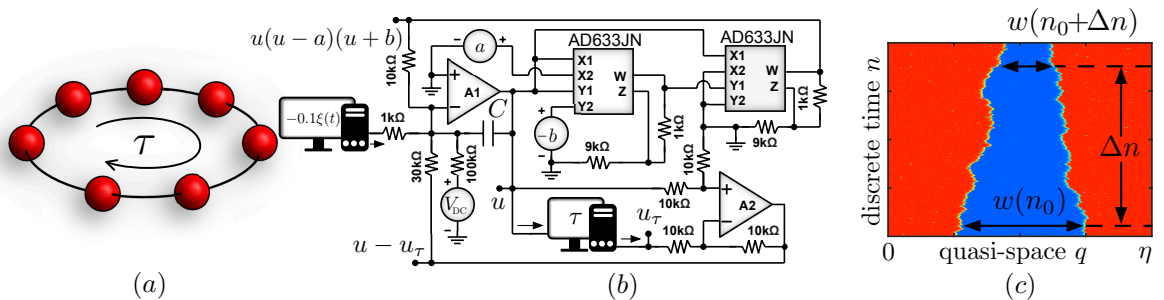 τ
(a)
u(u−a)(u+b)
10kΩ
−0.1ξ(t)
1kΩ
30kΩ
100kΩ
V_DC
a
A1
C
−b
AD633JN
X1
X2
Y1
Y2
W
Z
9kΩ
1kΩ
10kΩ
AD633JN
X1
X2
Y1
Y2
W
Z
1kΩ
9kΩ
u
10kΩ
τ
u_τ
10kΩ
A2
10kΩ
u − u_τ
(b)
w(n₀+Δn)
discrete time n
Δn
w(n₀)
0
quasi-space q
η
(c)